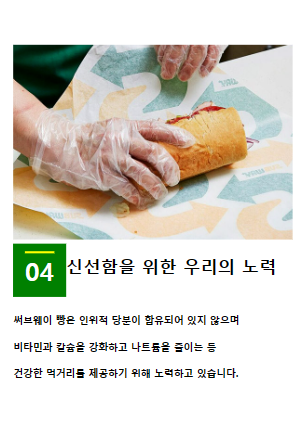 04
신선함을 위한 우리의 노력
써브웨이 빵은 인위적 당분이 함유되어 있지 않으며
비타민과 칼슘을 강화하고 나트륨을 줄이는 등
건강한 먹거리를 제공하기 위해 노력하고 있습니다.